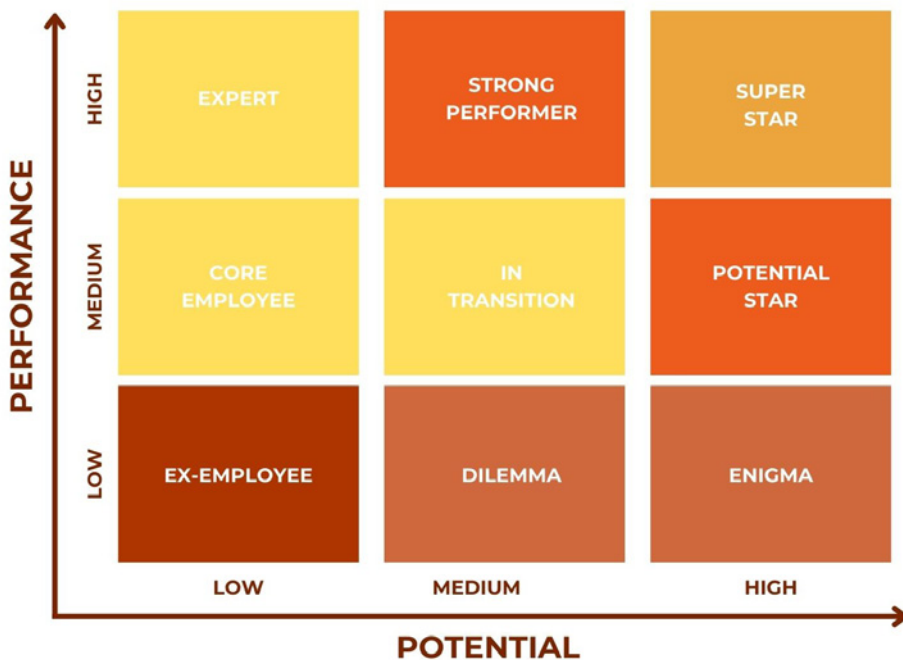 PERFORMANCE
HIGH
MEDIUM
LOW
EXPERT
STRONG
PERFORMER
SUPER
STAR
CORE
EMPLOYEE
IN
TRANSITION
POTENTIAL
STAR
EX-EMPLOYEE
DILEMMA
ENIGMA
LOW
MEDIUM
HIGH
POTENTIAL